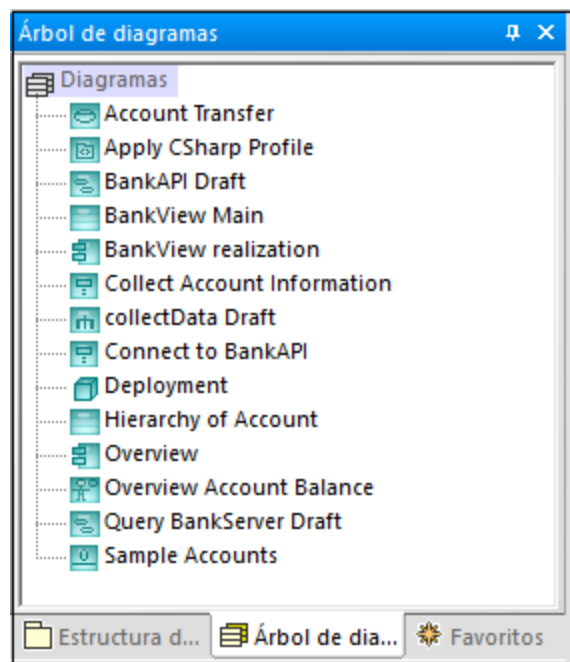 Árbol de diagramas
Diagramas
Account Transfer
Apply CSharp Profile
BankAPI Draft
BankView Main
BankView realization
Collect Account Information
collectData Draft
Connect to BankAPI
Deployment
Hierarchy of Account
Overview
Overview Account Balance
Query BankServer Draft
Sample Accounts
Estructura d... Árbol de dia... Favoritos